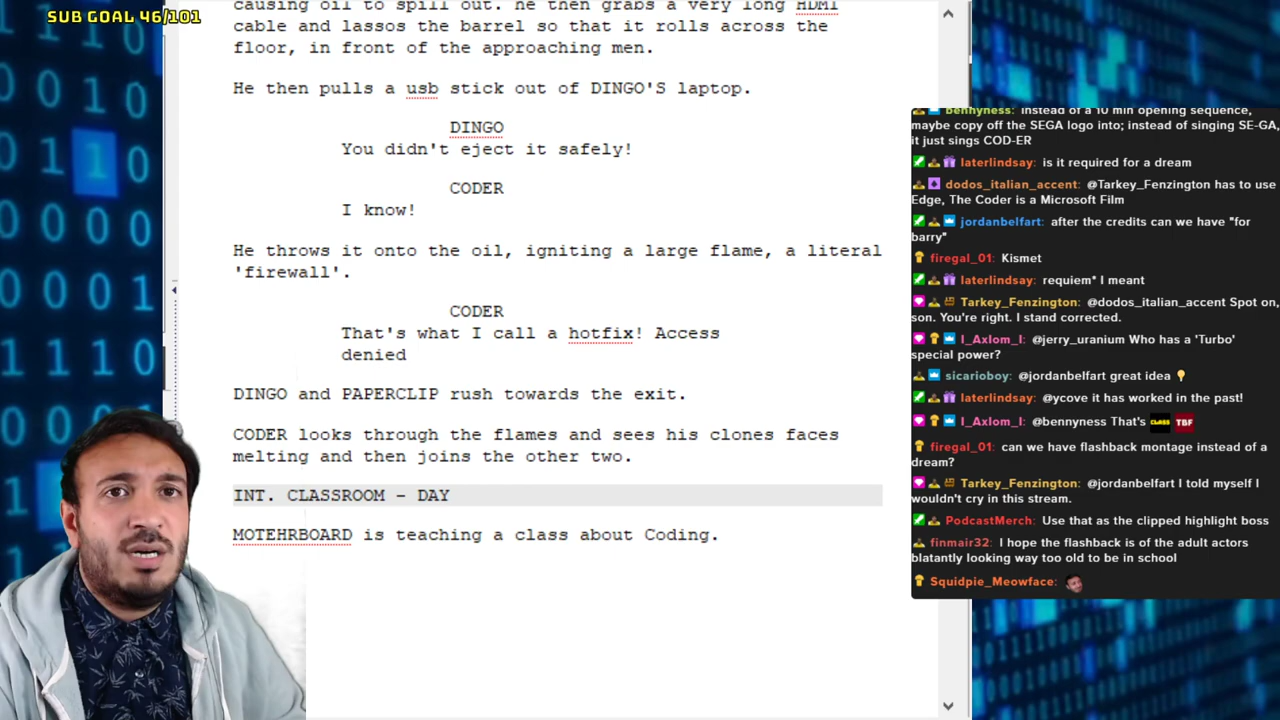 SUB GOAL 46/101
causing oil to spill out. he then grabs a very long HDMI
cable and lassos the barrel so that it rolls across the
floor, in front of the approaching men.
He then pulls a usb stick out of DINGO'S laptop.
DINGO
You didn't eject it safely!
CODER
I know!
He throws it onto the oil, igniting a large flame, a literal
'firewall'.
CODER
That's what I call a hotfix! Access
denied
DINGO and PAPERCLIP rush towards the exit.
CODER looks through the flames and sees his clones faces
melting and then joins the other two.
INT. CLASSROOM - DAY
MOTEHRBOARD is teaching a class about Coding.
bennyness: instead of a 10 min opening sequence,
maybe copy off the SEGA logo into; instead of singing SE-GA,
it just sings COD-ER
laterlindsay: is it required for a dream
dodos_italian_accent: @Tarkey_Fenzington has to use
Edge, The Coder is a Microsoft Film
jordanbelfart: after the credits can we have "for
barry"
firegal_01: Kismet
laterlindsay: requiem* I meant
Tarkey_Fenzington: @dodos_italian_accent Spot on,
son. You're right. I stand corrected.
I_AxIom_I: @jerry_uranium Who has a 'Turbo'
special power?
sicarioboy: @jordanbelfart great idea
laterlindsay: @ycove it has worked in the past!
I_AxIom_I: @bennyness That's CLASS TBF
firegal_01: can we have flashback montage instead of a
dream?
Tarkey_Fenzington: @jordanbelfart I told myself I
wouldn't cry in this stream.
PodcastMerch: Use that as the clipped highlight boss
finmair32: I hope the flashback is of the adult actors
blatantly looking way too old to be in school
Squidpie_Meowface: